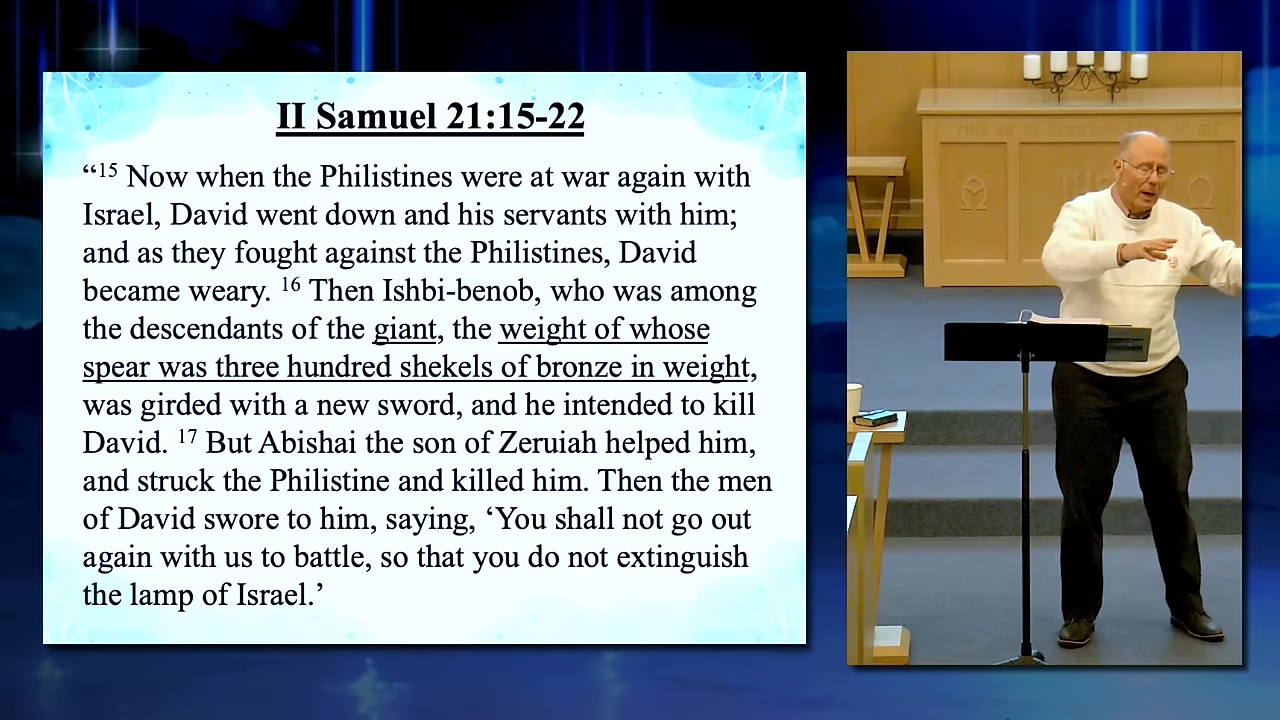 II Samuel 21:15-22
“15 Now when the Philistines were at war again with
Israel, David went down and his servants with him;
and as they fought against the Philistines, David
became weary. 16 Then Ishbi-benob, who was among
the descendants of the giant, the weight of whose
spear was three hundred shekels of bronze in weight,
was girded with a new sword, and he intended to kill
David. 17 But Abishai the son of Zeruiah helped him,
and struck the Philistine and killed him. Then the men
of David swore to him, saying, ‘You shall not go out
again with us to battle, so that you do not extinguish
the lamp of Israel.’
THIS DO IN REMEMBRANCE OF ME